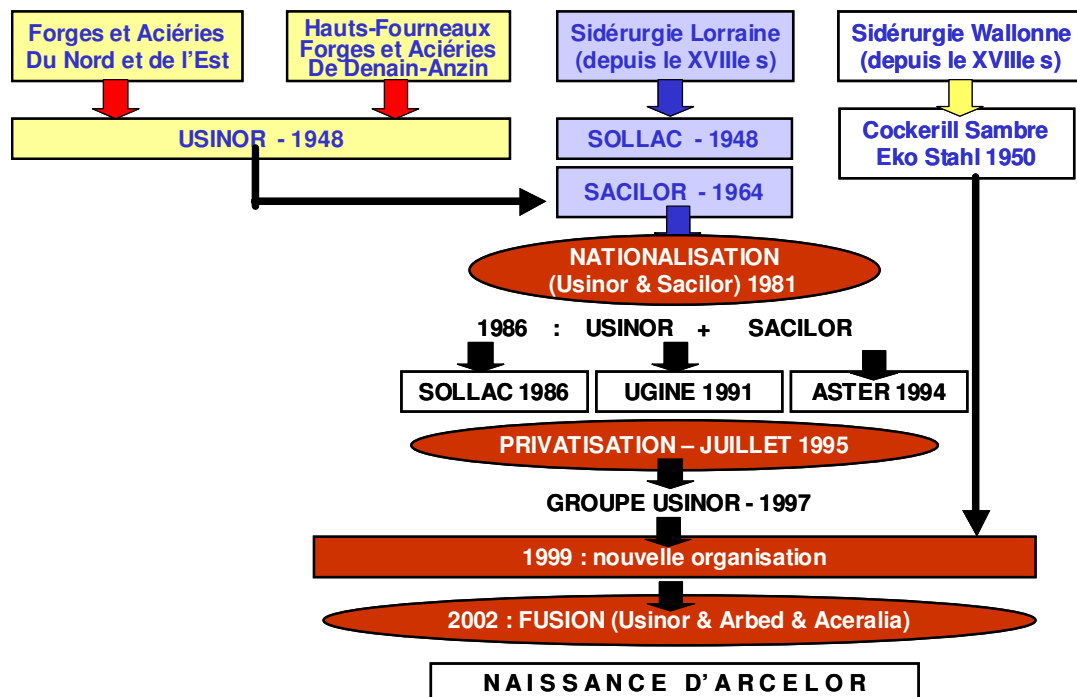 Forges et Aciéries
Du Nord et de l'Est
Hauts-Fourneaux
Forges et Aciéries
De Denain-Anzin
Sidérurgie Lorraine
(depuis le XVIIIe s)
Sidérurgie Wallonne
(depuis le XVIIIe s)
USINOR - 1948
SOLLAC - 1948
Cockerill Sambre
Eko Stahl 1950
SACILOR - 1964
NATIONALISATION
(Usinor & Sacilor) 1981
1986 : USINOR + SACILOR
SOLLAC 1986
UGINE 1991
ASTER 1994
PRIVATISATION – JUILLET 1995
GROUPE USINOR - 1997
1999 : nouvelle organisation
2002 : FUSION (Usinor & Arbed & Aceralia)
NAISSANCE D'ARCELOR